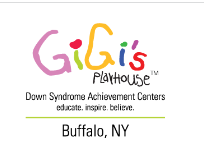 GiGi's
PlAyHouse™
Down Syndrome Achievement Centers
educate. inspire. believe.
Buffalo, NY